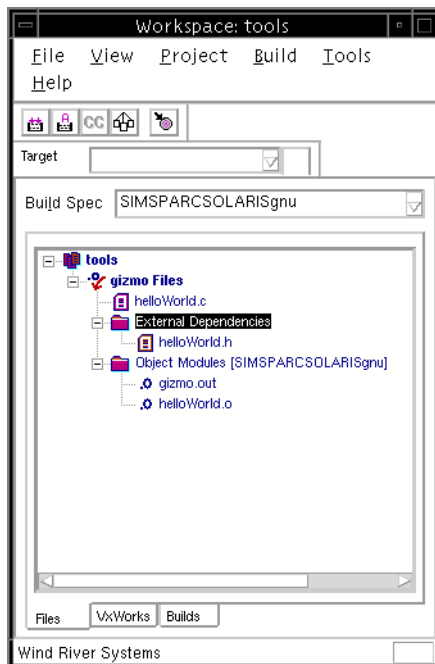 Workspace: tools
File View Project Build Tools
Help
CC
Target
Build Spec SIMSPARCSOLARISgnu
tools
gizmo Files
helloWorld.c
External Dependencies
helloWorld.h
Object Modules [SIMSPARCSOLARISgnu]
gizmo.out
helloWorld.o
Files VxWorks Builds
Wind River Systems